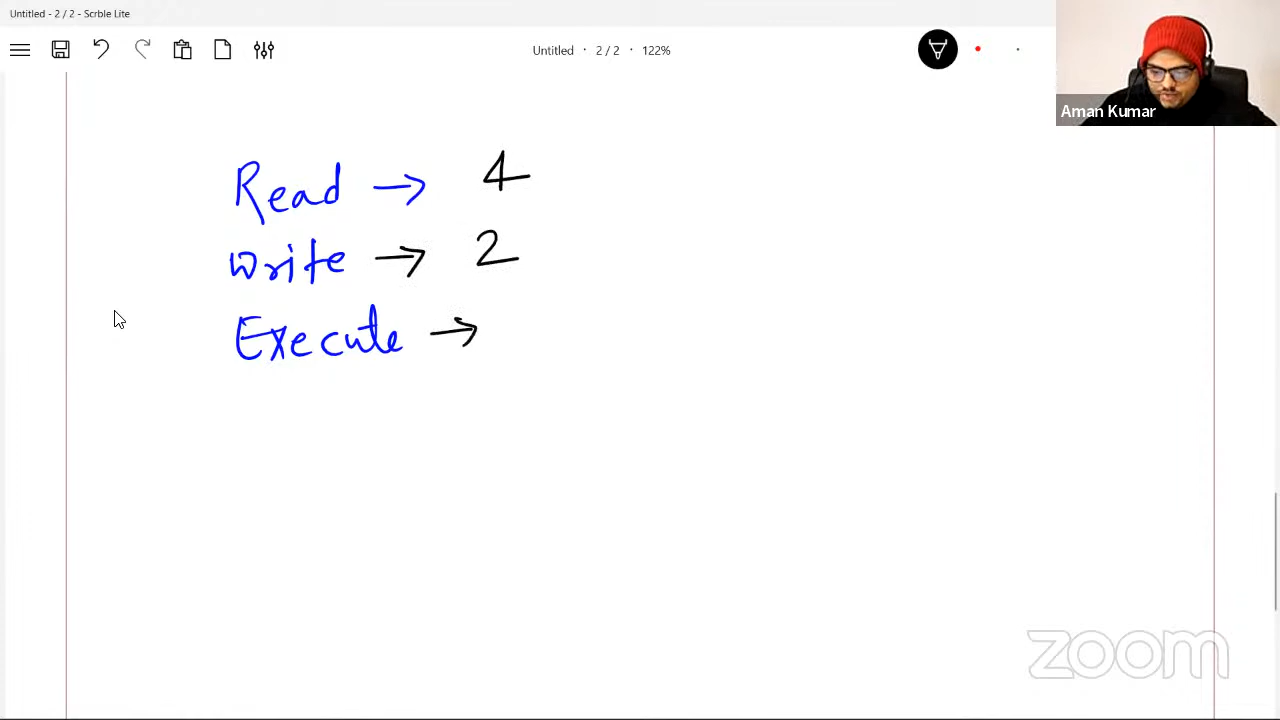 Untitled - 2 / 2 - Scrble Lite
Untitled · 2 / 2 · 122%
Aman Kumar
Read → 4
Write → 2
Execute →
zoom